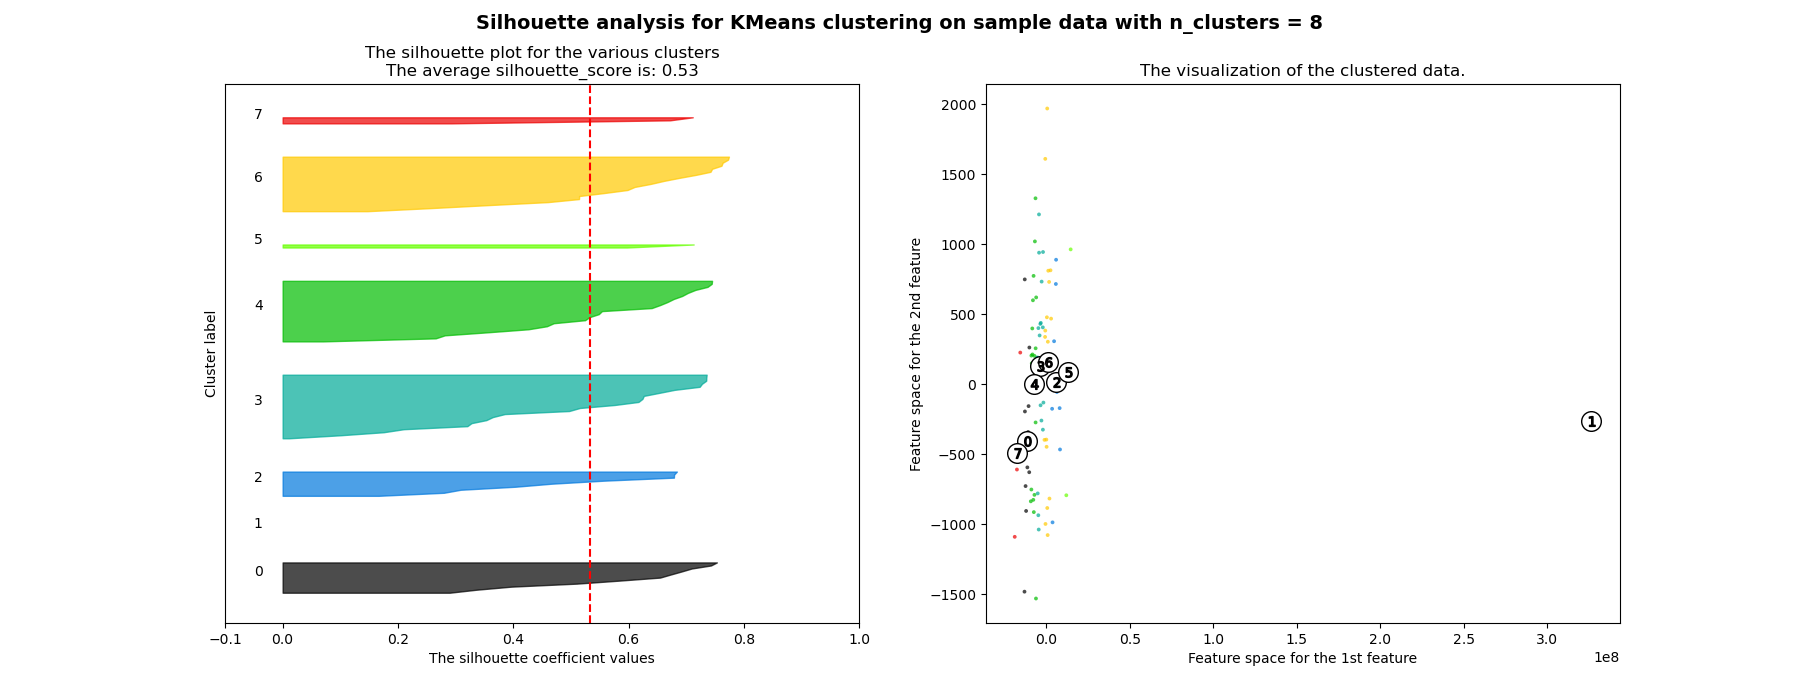 Silhouette analysis for KMeans clustering on sample data with n_clusters = 8
The silhouette plot for the various clusters
The average silhouette_score is: 0.53
7
6
5
4
3
2
1
0
Cluster label
−0.1 0.0 0.2 0.4 0.6 0.8 1.0
The silhouette coefficient values
The visualization of the clustered data.
2000
1500
1000
500
0
−500
−1000
−1500
Feature space for the 2nd feature
3 6
5
4 2
1
0
7
0.0 0.5 1.0 1.5 2.0 2.5 3.0
1e8
Feature space for the 1st feature